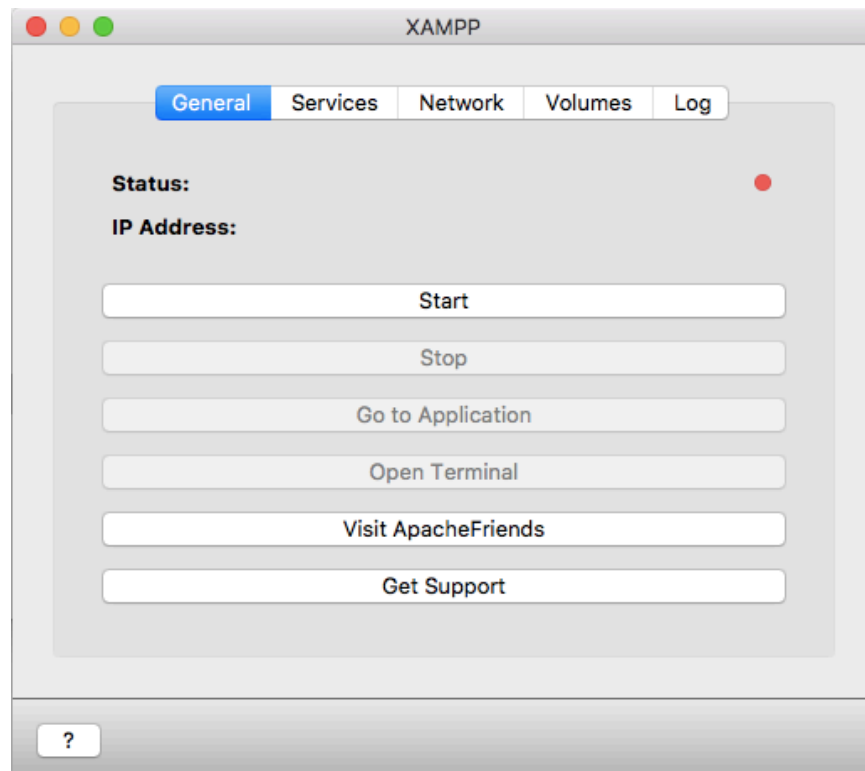 XAMPP
General Services Network Volumes Log
Status:
IP Address:
Start
Stop
Go to Application
Open Terminal
Visit ApacheFriends
Get Support
?